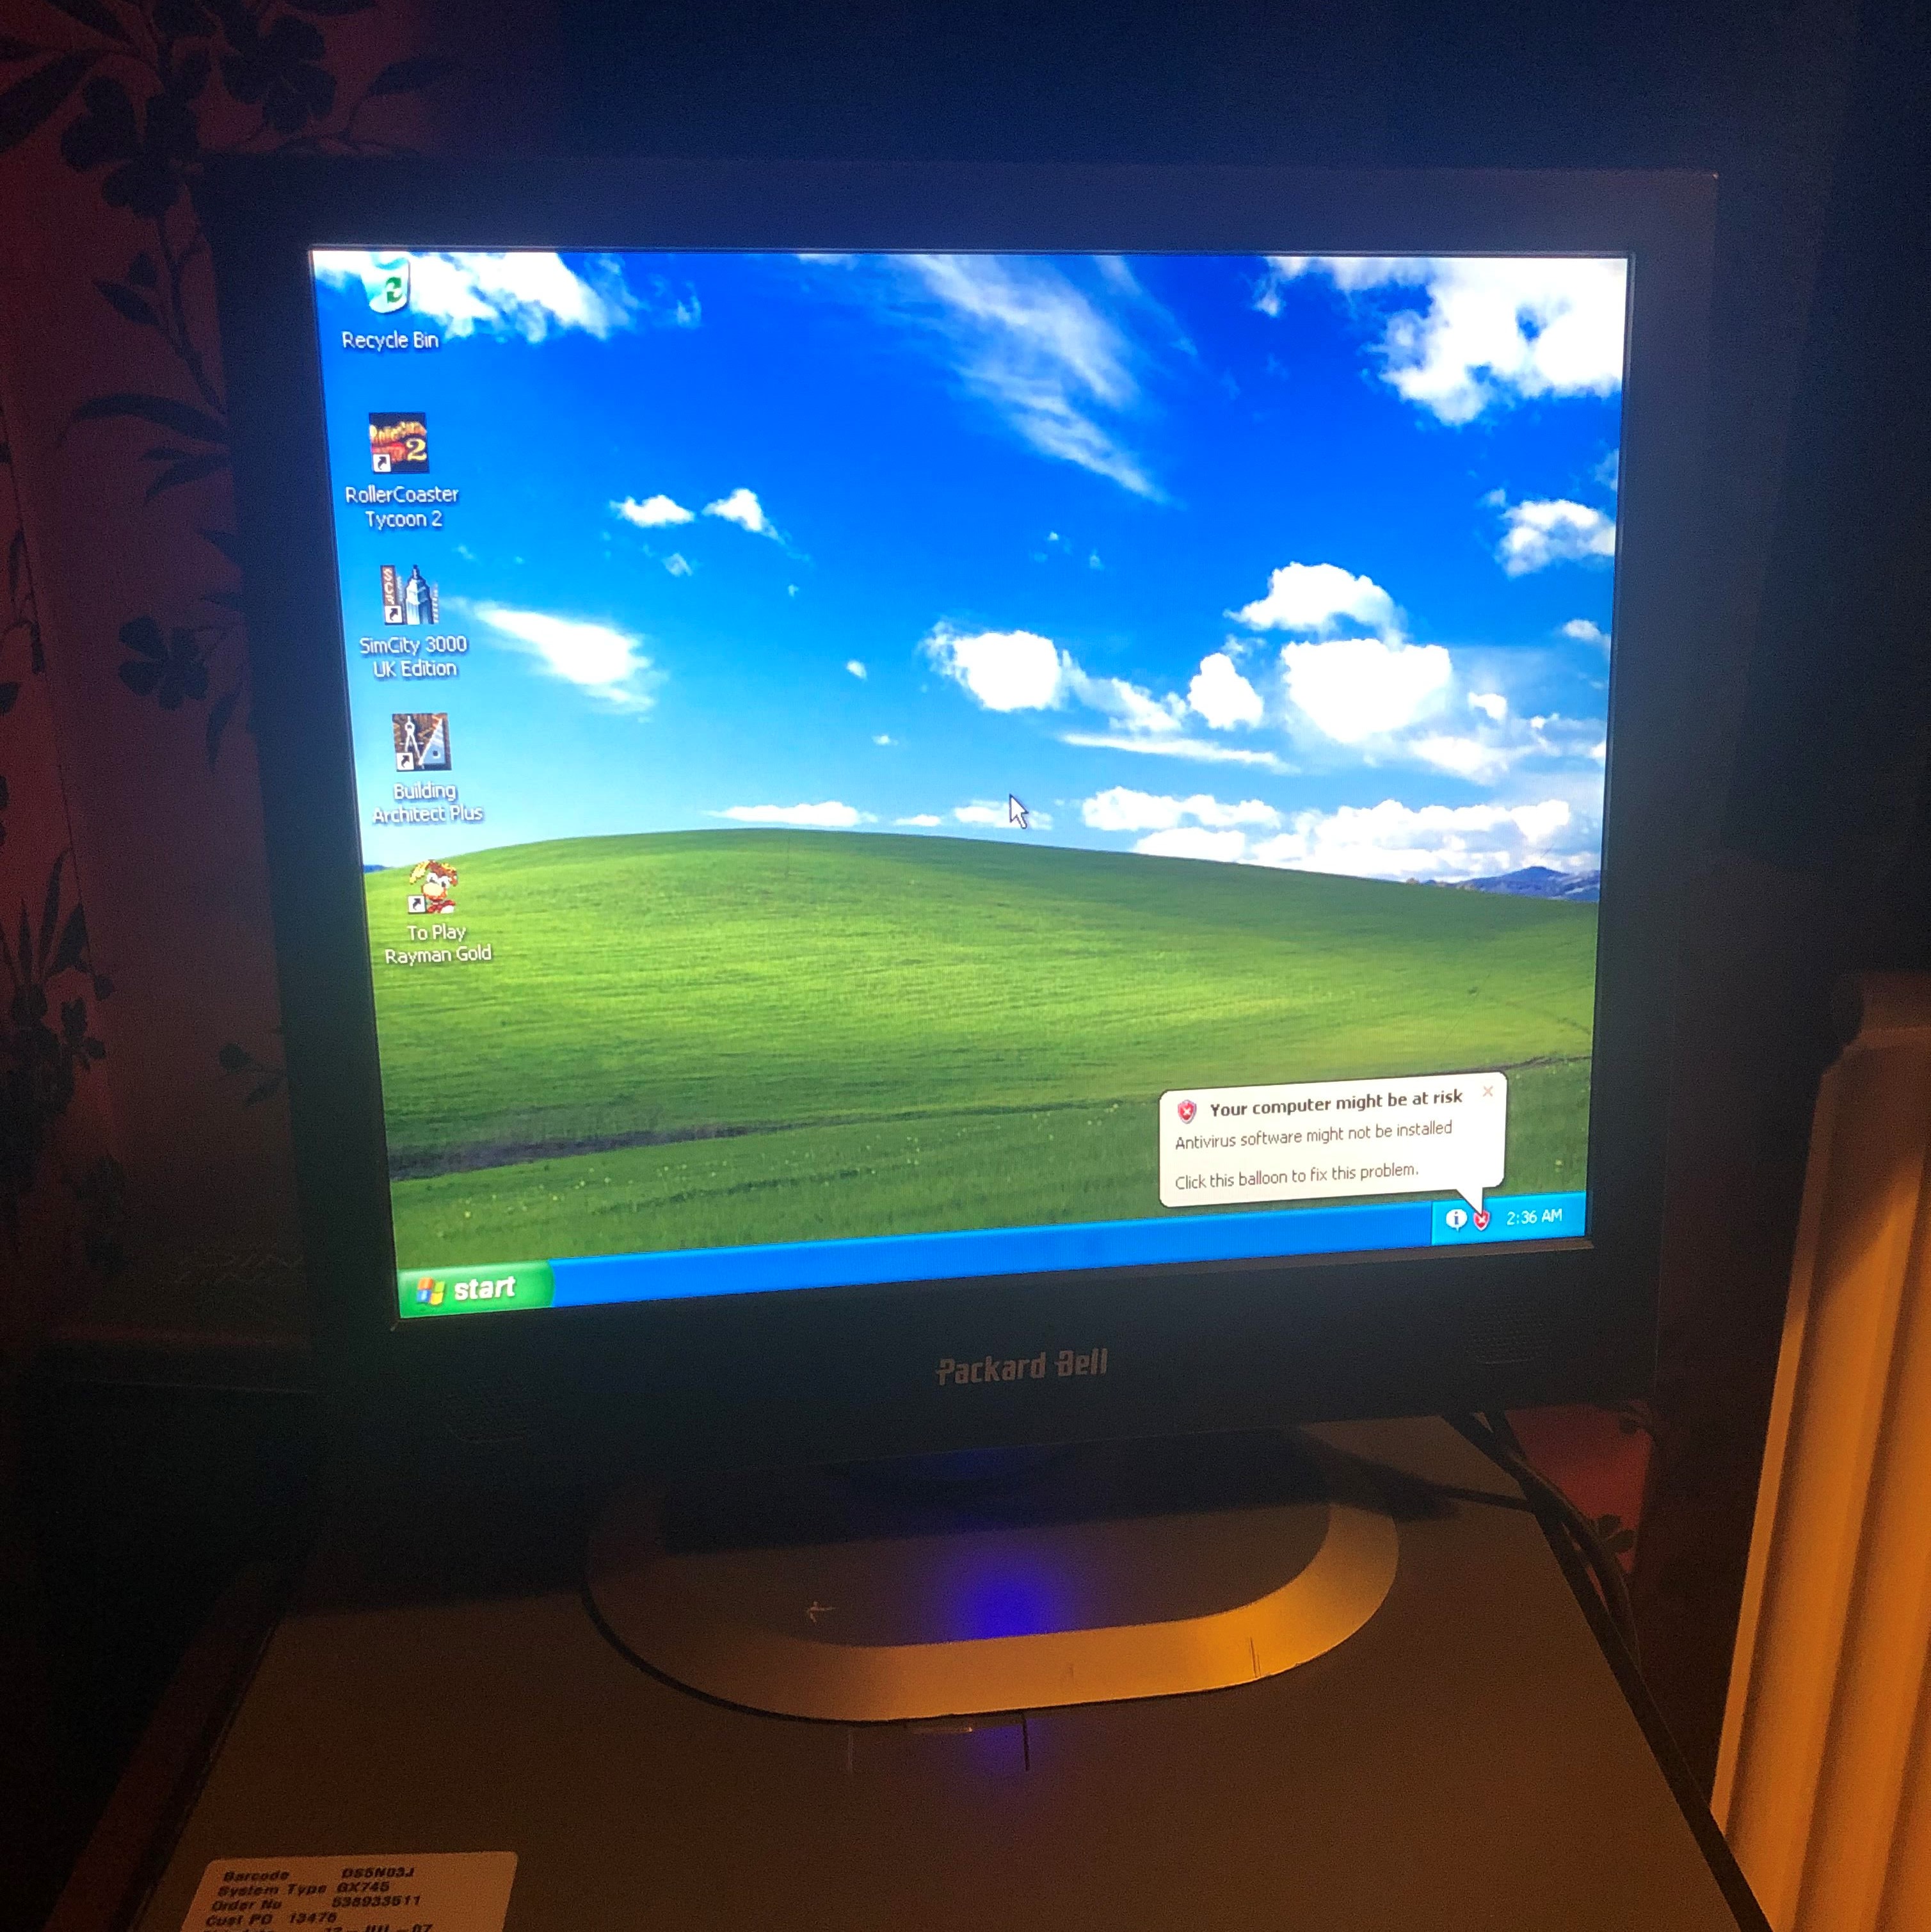 Recycle Bin
2
RollerCoaster
Tycoon 2
SimCity 3000
UK Edition
Building
Architect Plus
To Play
Rayman Gold
Your computer might be at risk
Antivirus software might not be installed
Click this balloon to fix this problem.
start
2:36 AM
Packard Bell
Barcode DS5N03J
System Type GX745
Order No 538933511
Cust PO 13476